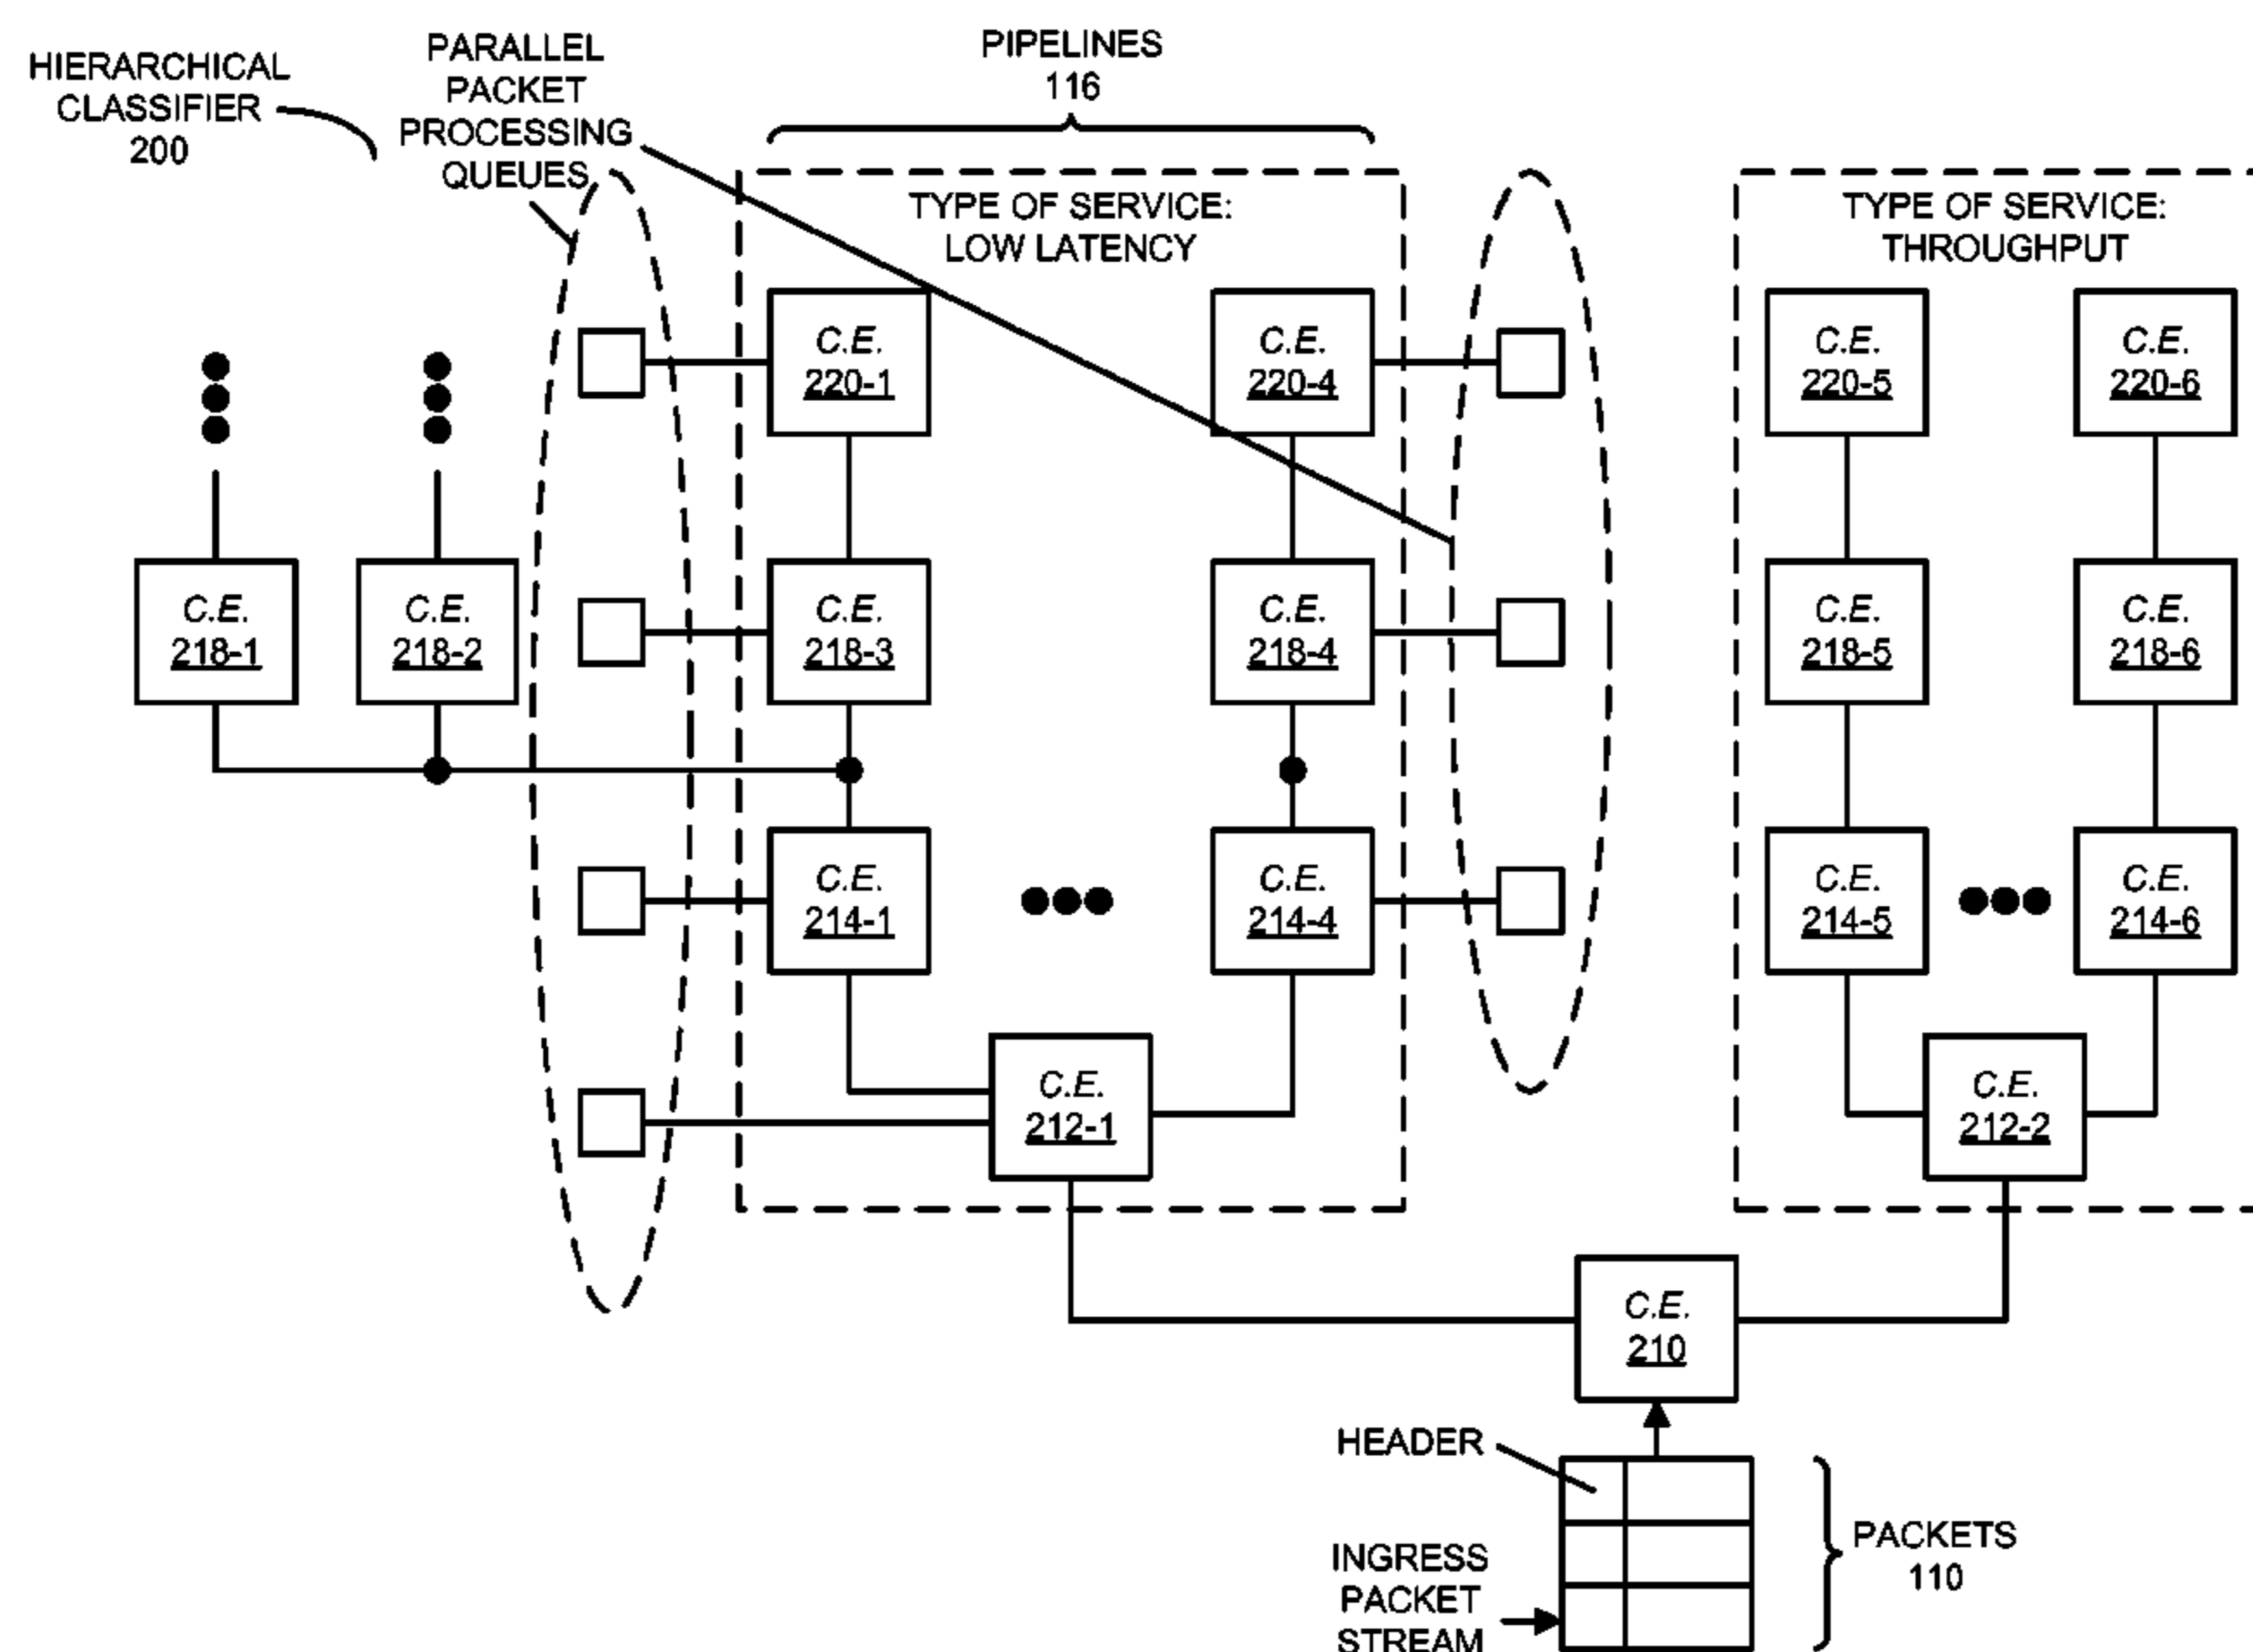 HIERARCHICAL
CLASSIFIER
200
PARALLEL
PACKET
PROCESSING
QUEUES
PIPELINES
116
TYPE OF SERVICE:
LOW LATENCY
TYPE OF SERVICE:
THROUGHPUT
C.E.
220-1
C.E.
220-4
C.E.
220-5
C.E.
220-6
C.E.
218-1
C.E.
218-2
C.E.
218-3
C.E.
218-4
C.E.
218-5
C.E.
218-6
C.E.
214-1
C.E.
214-4
C.E.
214-5
C.E.
214-6
C.E.
212-1
C.E.
212-2
C.E.
210
HEADER
INGRESS
PACKET
STREAM
PACKETS
110